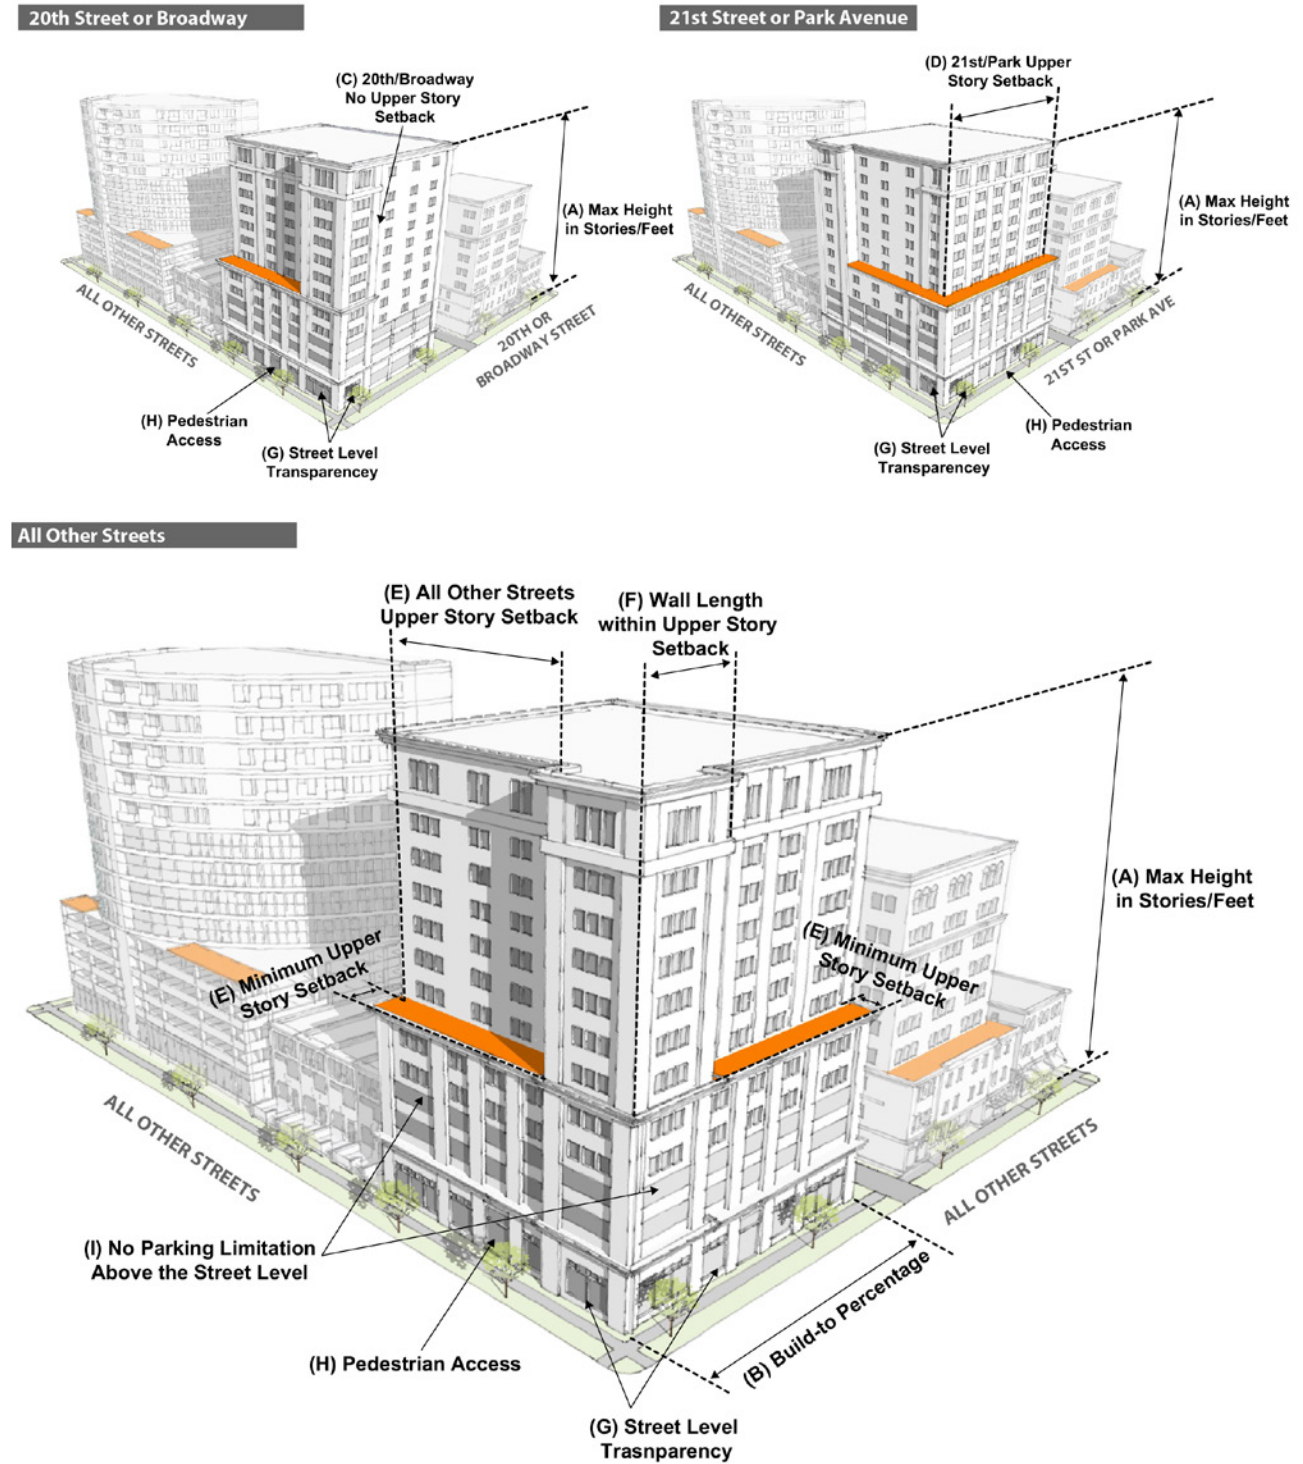 20th Street or Broadway
(C) 20th/Broadway
No Upper Story
Setback
(A) Max Height
in Stories/Feet
ALL OTHER STREETS
20TH OR
BROADWAY STREET
(H) Pedestrian
Access
(G) Street Level
Transparencey
21st Street or Park Avenue
(D) 21st/Park Upper
Story Setback
(A) Max Height
in Stories/Feet
ALL OTHER STREETS
21ST ST OR PARK AVE
(H) Pedestrian
Access
(G) Street Level
Transparencey
All Other Streets
(E) All Other Streets
Upper Story Setback
(F) Wall Length
within Upper Story
Setback
(A) Max Height
in Stories/Feet
(E) Minimum Upper
Story Setback
(E) Minimum Upper
Story Setback
ALL OTHER STREETS
ALL OTHER STREETS
(I) No Parking Limitation
Above the Street Level
(B) Build-to Percentage
(H) Pedestrian Access
(G) Street Level
Trasnparency